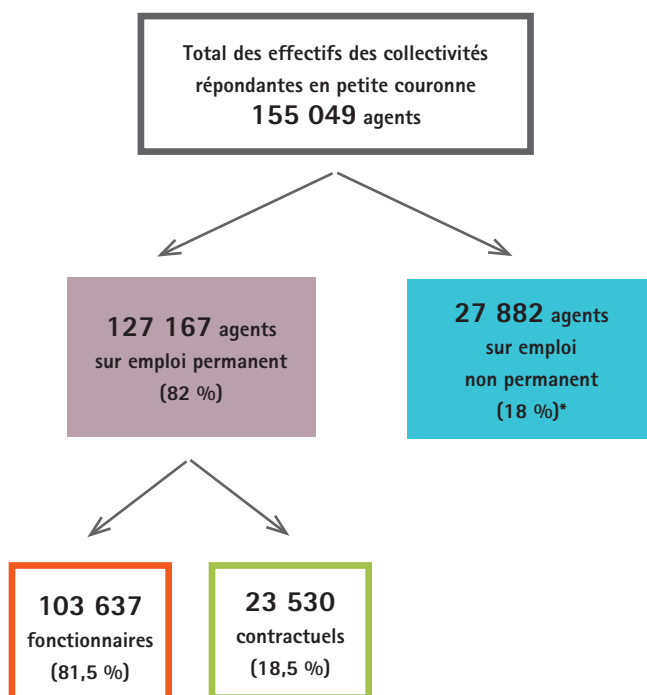 Total des effectifs des collectivités
répondantes en petite couronne
155 049 agents
127 167 agents
sur emploi permanent
(82 %)
27 882 agents
sur emploi
non permanent
(18 %)*
103 637
fonctionnaires
(81,5 %)
23 530
contractuels
(18,5 %)